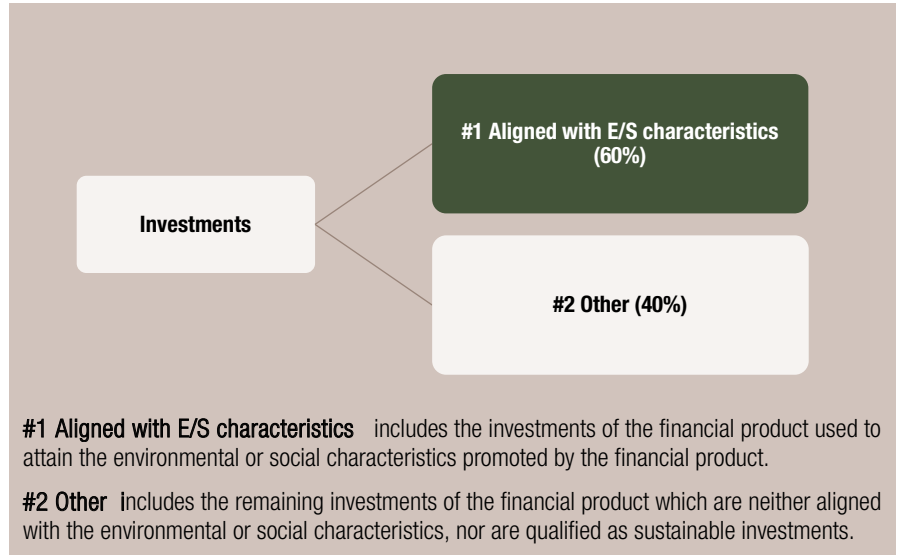 #1 Aligned with E/S characteristics
(60%)
Investments
#2 Other (40%)
#1 Aligned with E/S characteristics includes the investments of the financial product used to
attain the environmental or social characteristics promoted by the financial product.
#2 Other includes the remaining investments of the financial product which are neither aligned
with the environmental or social characteristics, nor are qualified as sustainable investments.